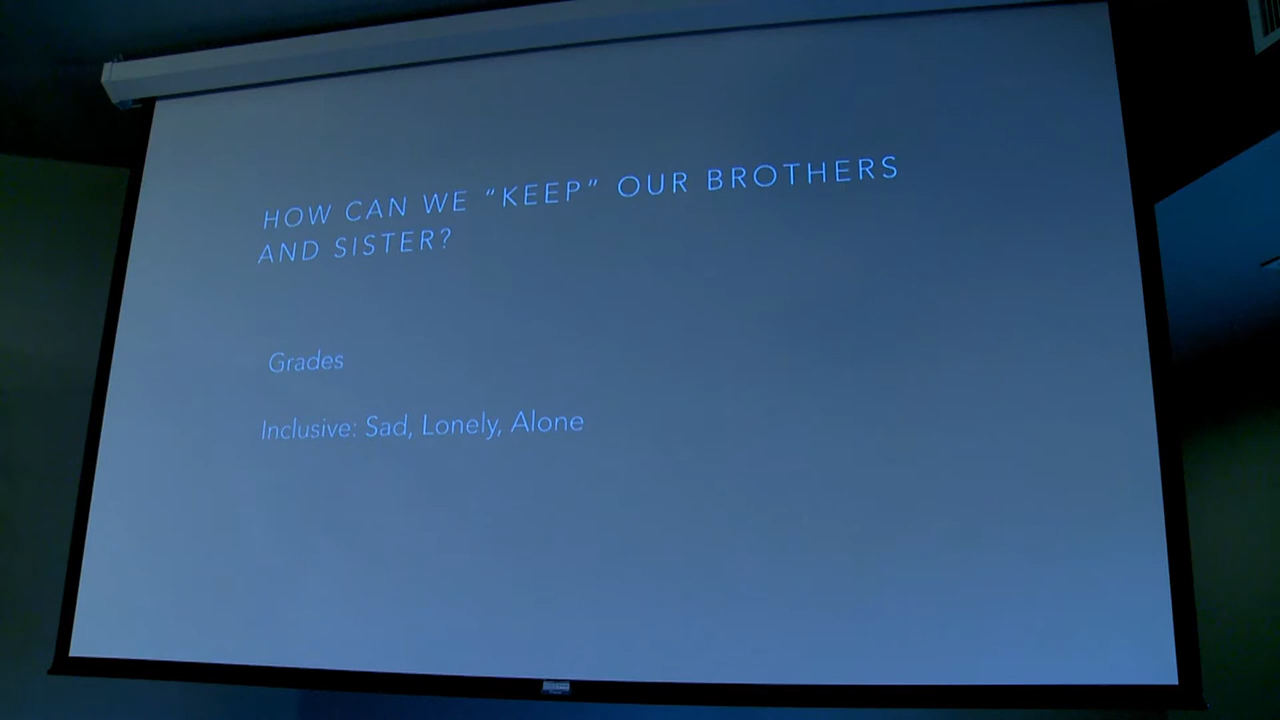 HOW CAN WE “KEEP” OUR BROTHERS
AND SISTER?
Grades
Inclusive: Sad, Lonely, Alone